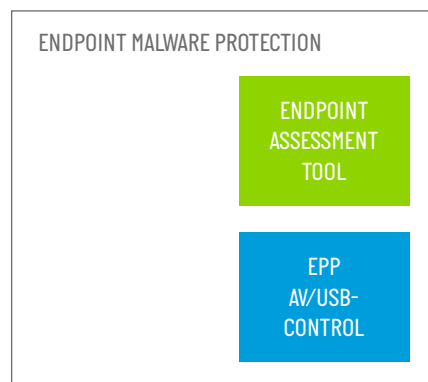 ENDPOINT MALWARE PROTECTION
ENDPOINT
ASSESSMENT
TOOL
EPP
AV/USB-
CONTROL